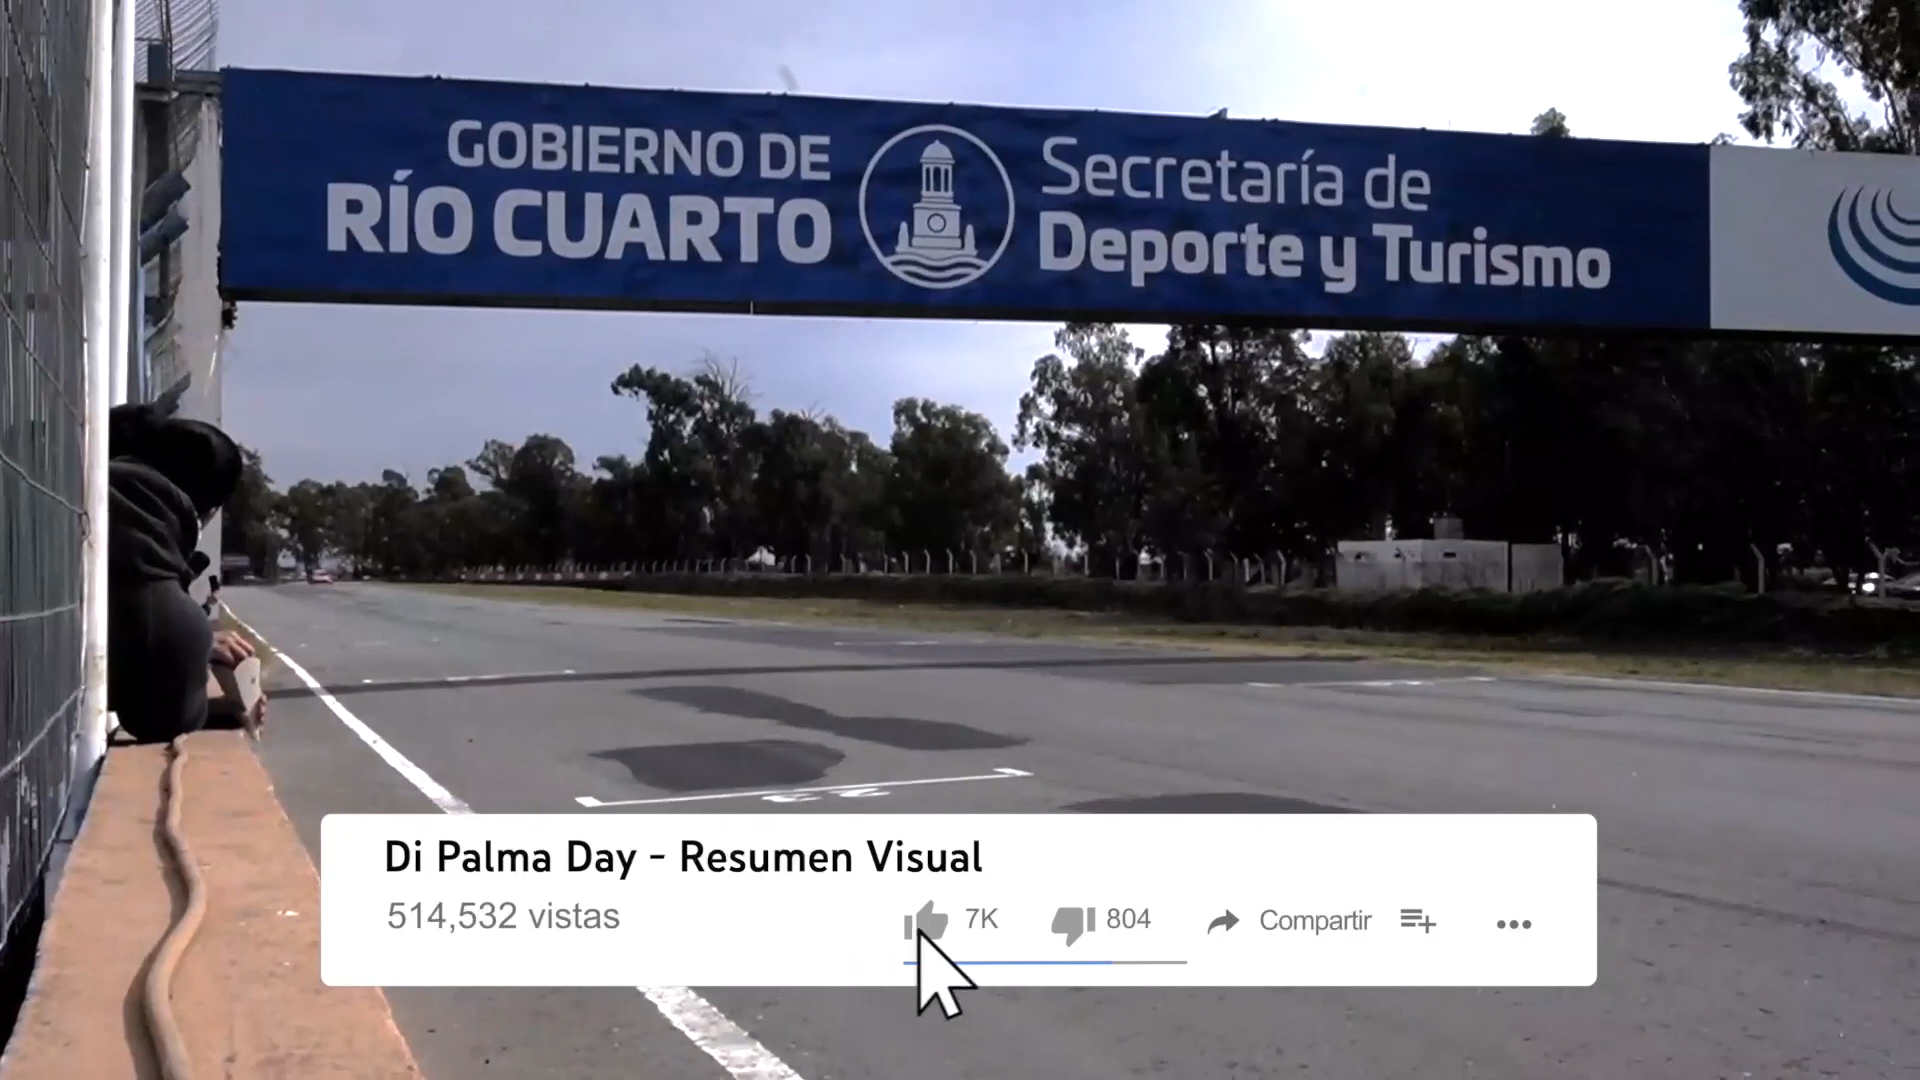 GOBIERNO DE
RÍO CUARTO
Secretaría de
Deporte y Turismo
Di Palma Day - Resumen Visual
514,532 vistas
7K
804
Compartir